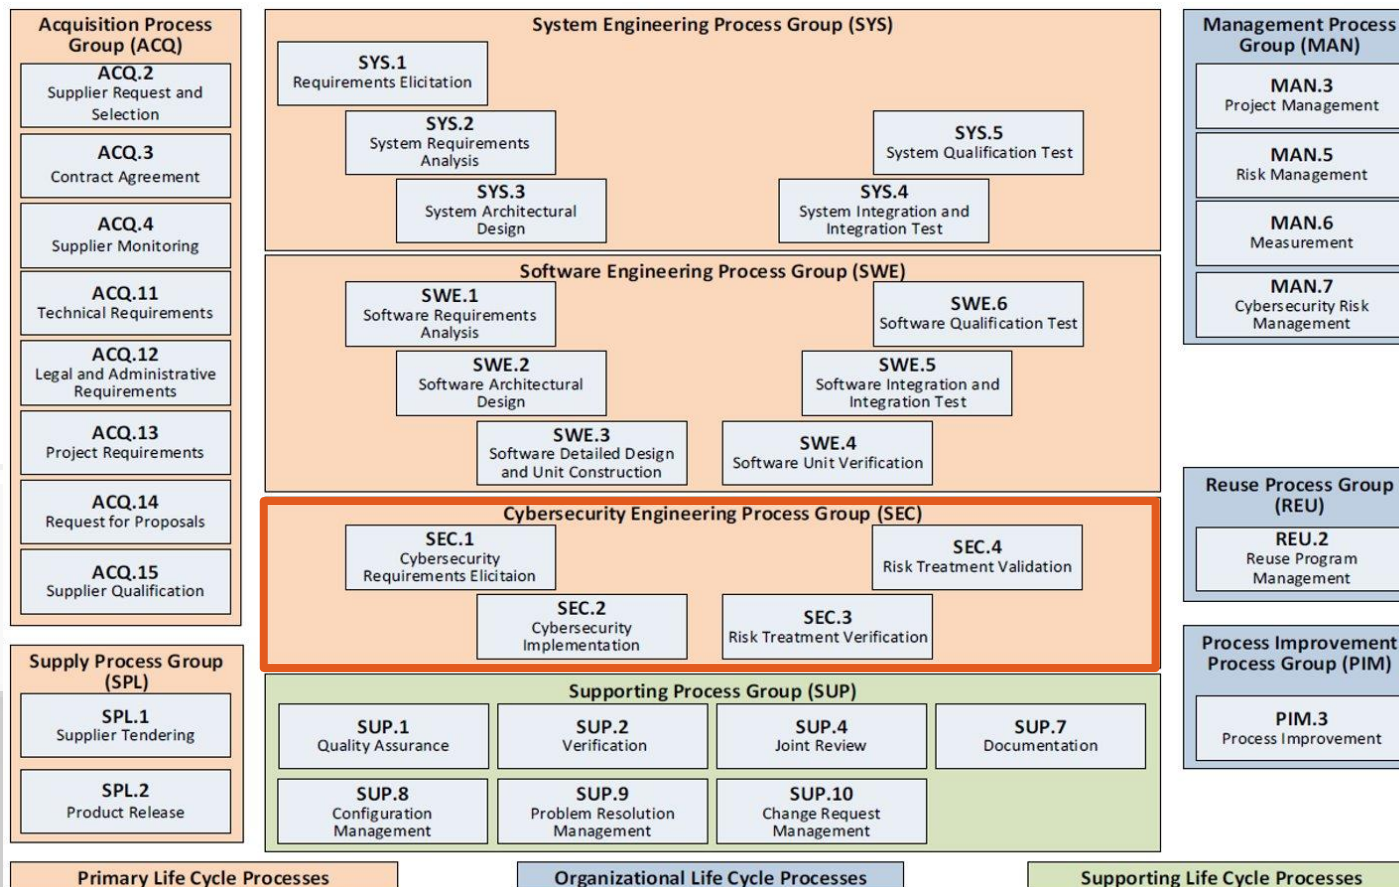 Acquisition Process
Group (ACQ)
ACQ.2
Supplier Request and
Selection
ACQ.3
Contract Agreement
ACQ.4
Supplier Monitoring
ACQ.11
Technical Requirements
ACQ.12
Legal and Administrative
Requirements
ACQ.13
Project Requirements
ACQ.14
Request for Proposals
ACQ.15
Supplier Qualification
Supply Process Group
(SPL)
SPL.1
Supplier Tendering
SPL.2
Product Release
System Engineering Process Group (SYS)
SYS.1
Requirements Elicitation
SYS.2
System Requirements
Analysis
SYS.3
System Architectural
Design
SYS.5
System Qualification Test
SYS.4
System Integration and
Integration Test
Software Engineering Process Group (SWE)
SWE.1
Software Requirements
Analysis
SWE.2
Software Architectural
Design
SWE.3
Software Detailed Design
and Unit Construction
SWE.6
Software Qualification Test
SWE.5
Software Integration and
Integration Test
SWE.4
Software Unit Verification
Cybersecurity Engineering Process Group (SEC)
SEC.1
Cybersecurity
Requirements Elicitaion
SEC.2
Cybersecurity
Implementation
SEC.4
Risk Treatment Validation
SEC.3
Risk Treatment Verification
Supporting Process Group (SUP)
SUP.1
Quality Assurance
SUP.2
Verification
SUP.4
Joint Review
SUP.7
Documentation
SUP.8
Configuration
Management
SUP.9
Problem Resolution
Management
SUP.10
Change Request
Management
Management Process
Group (MAN)
MAN.3
Project Management
MAN.5
Risk Management
MAN.6
Measurement
MAN.7
Cybersecurity Risk
Management
Reuse Process Group
(REU)
REU.2
Reuse Program
Management
Process Improvement
Process Group (PIM)
PIM.3
Process Improvement
Primary Life Cycle Processes
Organizational Life Cycle Processes
Supporting Life Cycle Processes